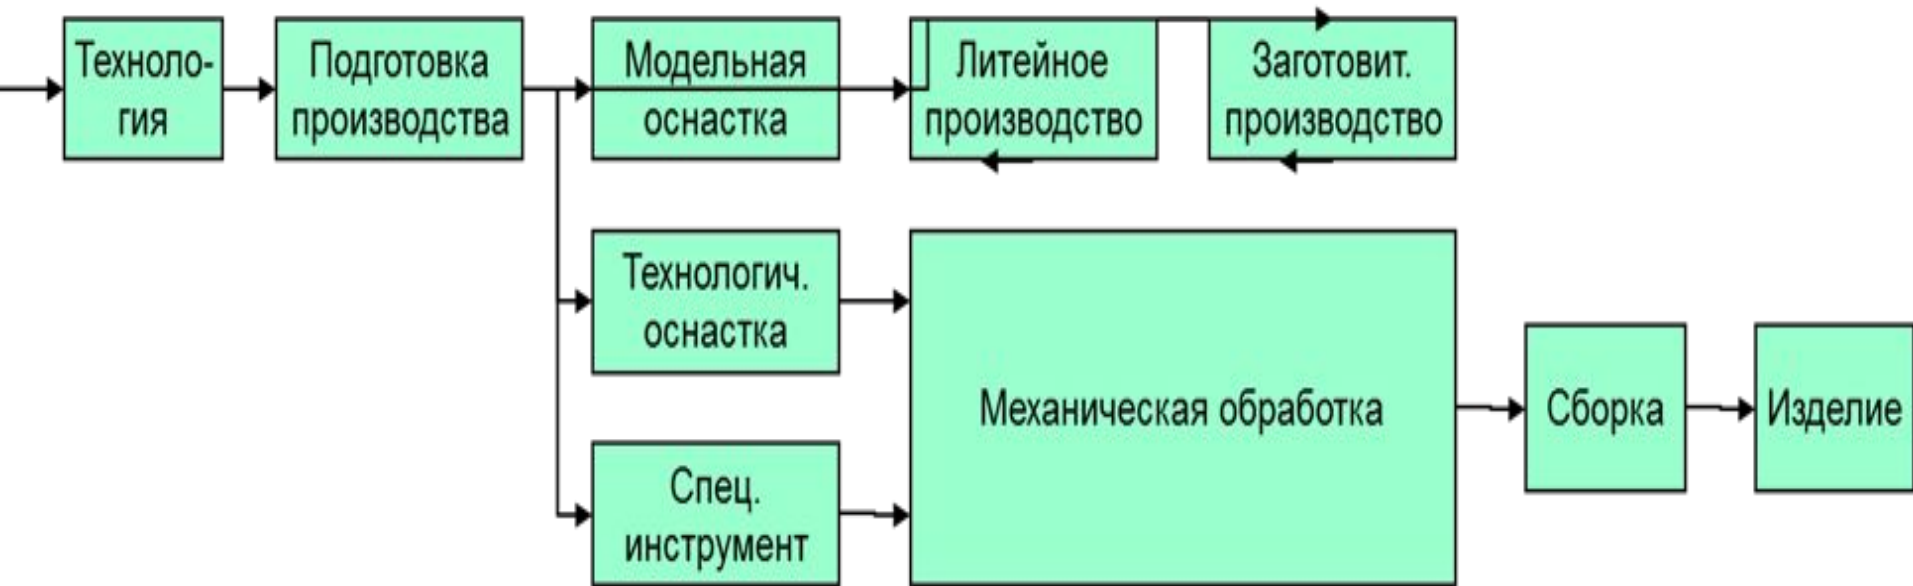 Техноло-
гия
Подготовка
производства
Модельная
оснастка
Литейное
производство
Заготовит.
производство
Технологич.
оснастка
Спец.
инструмент
Механическая обработка
Сборка
Изделие